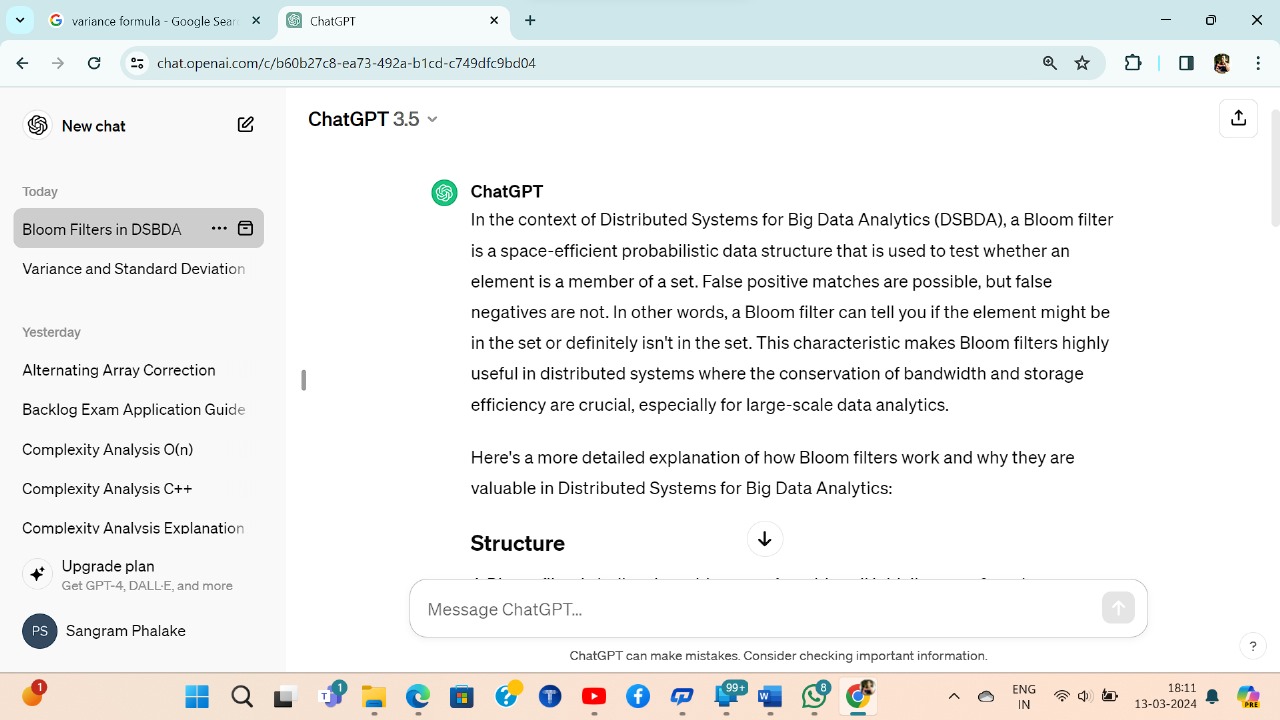 variance formula - Google Sear
ChatGPT
chat.openai.com/c/b60b27c8-ea73-492a-b1cd-c749dfc9bd04
New chat
Today
Bloom Filters in DSBDA
Variance and Standard Deviation
Yesterday
Alternating Array Correction
Backlog Exam Application Guide
Complexity Analysis O(n)
Complexity Analysis C++
Complexity Analysis Explanation
Upgrade plan
Get GPT-4, DALL·E, and more
PS
Sangram Phalake
ChatGPT 3.5
ChatGPT
In the context of Distributed Systems for Big Data Analytics (DSBDA), a Bloom filter
is a space-efficient probabilistic data structure that is used to test whether an
element is a member of a set. False positive matches are possible, but false
negatives are not. In other words, a Bloom filter can tell you if the element might be
in the set or definitely isn't in the set. This characteristic makes Bloom filters highly
useful in distributed systems where the conservation of bandwidth and storage
efficiency are crucial, especially for large-scale data analytics.
Here's a more detailed explanation of how Bloom filters work and why they are
valuable in Distributed Systems for Big Data Analytics:
Structure
Message ChatGPT...
ChatGPT can make mistakes. Consider checking important information.
?
1
1
99+
8
ENG
IN
18:11
13-03-2024
PRE